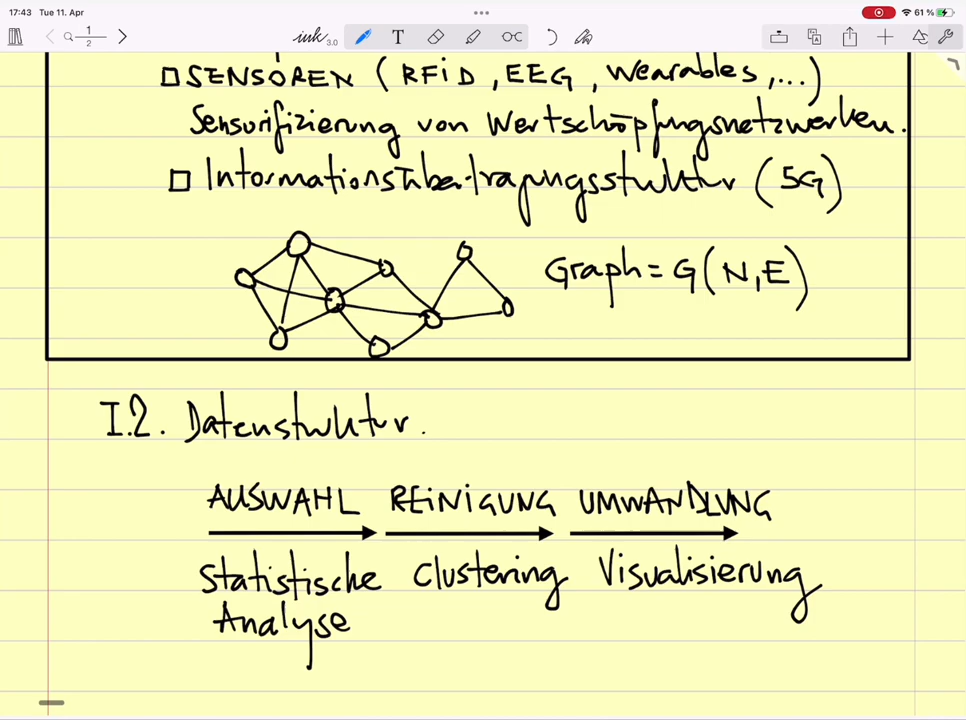 17:43 Tue 11. Apr
61 %
1
2
ink 3.0
T
□ SENSOREN (RFiD, EEG, Wearables, ...)
Sensorifizierung von Wertschöpfungsnetzwerken.
□ Informationsübertragungsstruktur (5G)
Graph = G(N,E)
I.2. Datenstruktur.
AUSWAHL REINIGUNG UMWANDLUNG
Statistische Clustering Visualisierung
Analyse